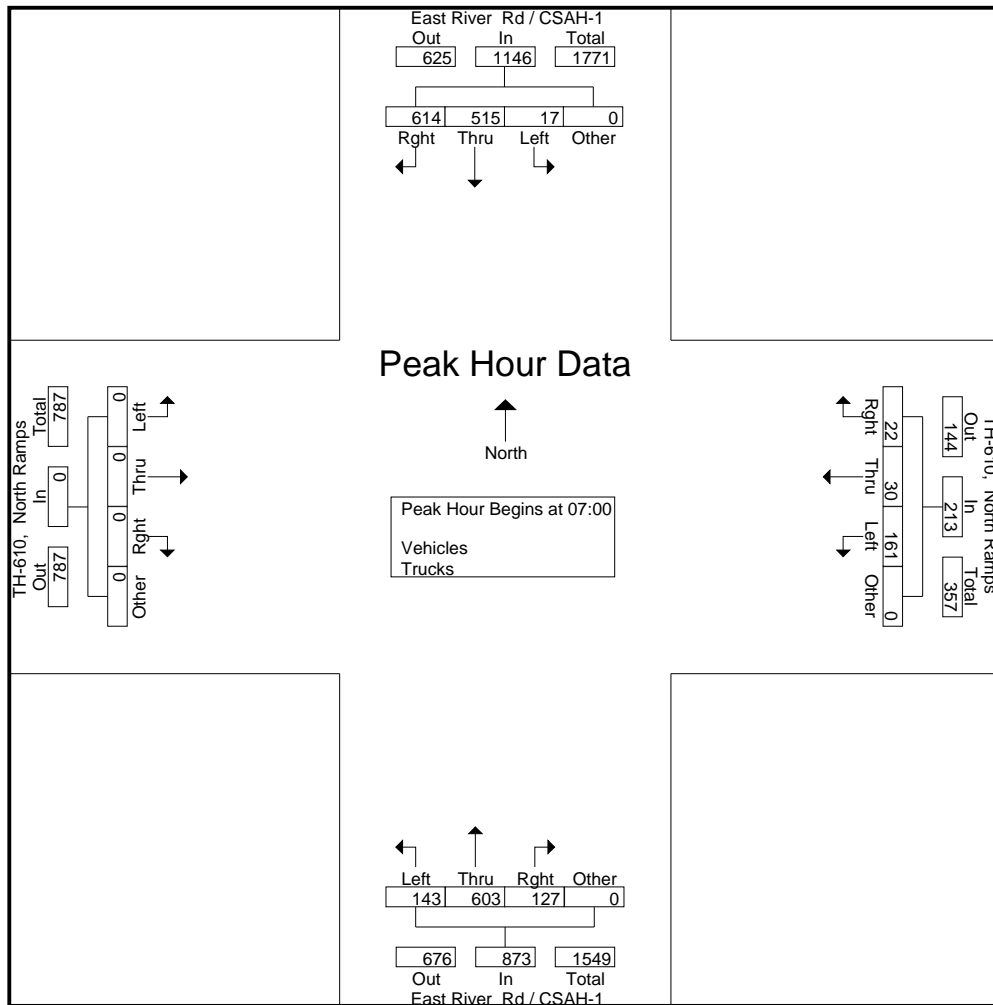 East River Rd / CSAH-1
Out In Total
625 1146 1771
614 515 17 0
Rght Thru Left Other
Peak Hour Data
North
Peak Hour Begins at 07:00
Vehicles
Trucks
TH-610, North Ramps
Out In Total
787 0 787
Left Thru Rght Other
0 0 0 0
TH-610, North Ramps
Out In Total
144 213 357
Rght Thru Left Other
22 30 161 0
Left Thru Rght Other
143 603 127 0
676 873 1549
Out In Total
East River Rd / CSAH-1